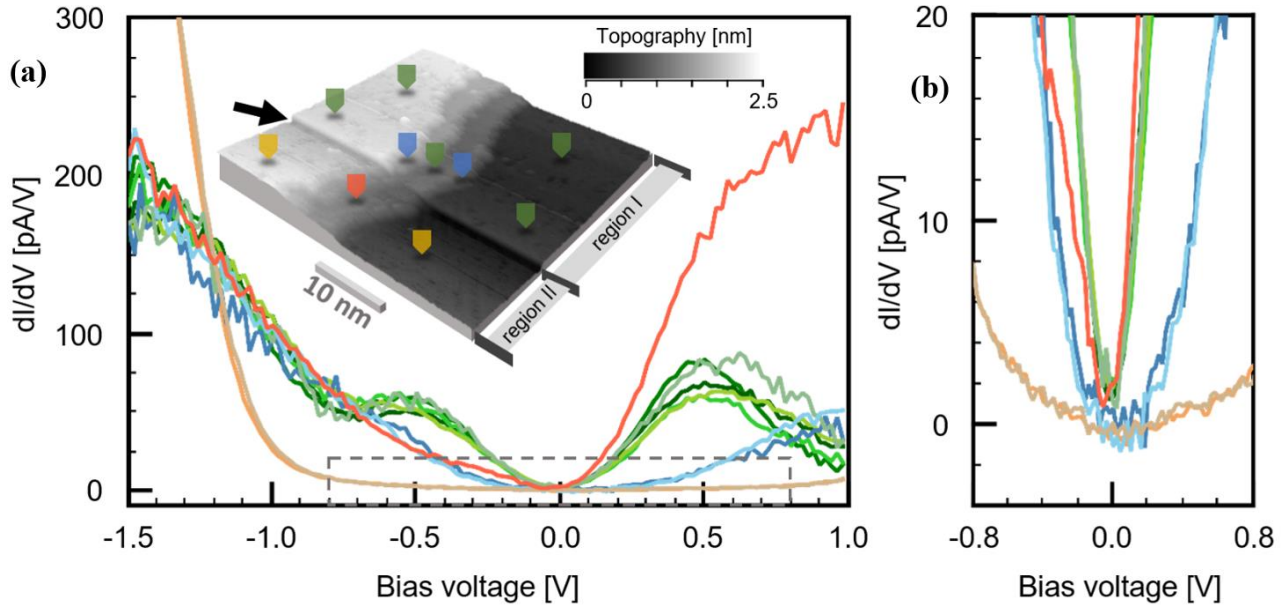 (a)
300
200
100
0
dI/dV [pA/V]
-1.5
-1.0
-0.5
0.0
0.5
1.0
Bias voltage [V]
Topography [nm]
0
2.5
10 nm
region II
region I
(b)
20
10
0
dI/dV [pA/V]
-0.8
0.0
0.8
Bias voltage [V]